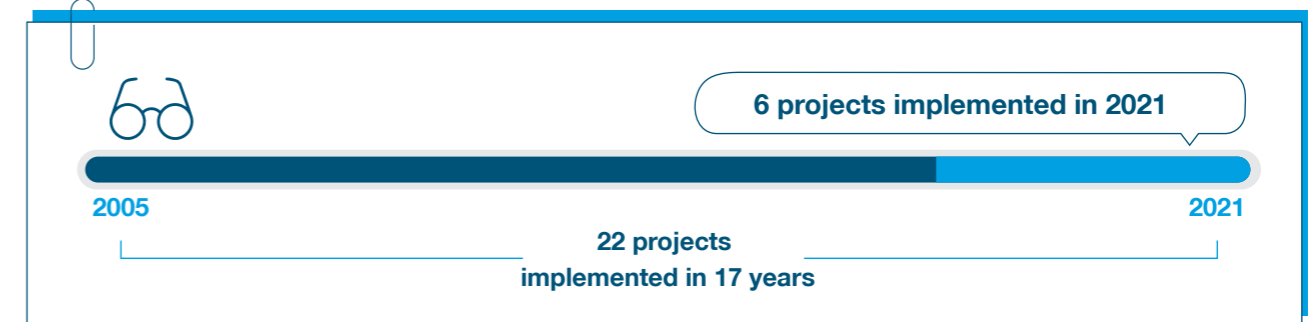 6 projects implemented in 2021
2005
2021
22 projects
implemented in 17 years